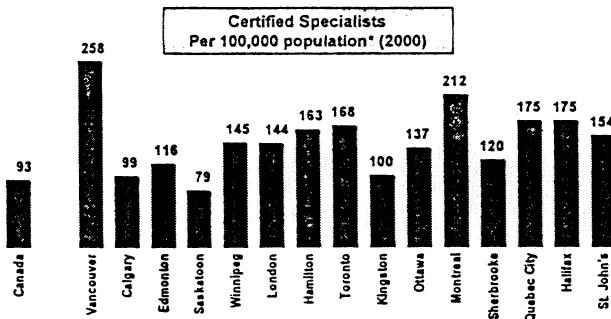 Certified Specialists
Per 100,000 population* (2000)
258
212
175
175
168
163
154
145
144
137
120
116
99
100
93
79
Canada
Vancouver
Calgary
Edmonton
Saskatoon
Winnipeg
London
Hamilton
Toronto
Kingston
Ottawa
Montreal
Sherbrooke
Quebec City
Halifax
St. John's